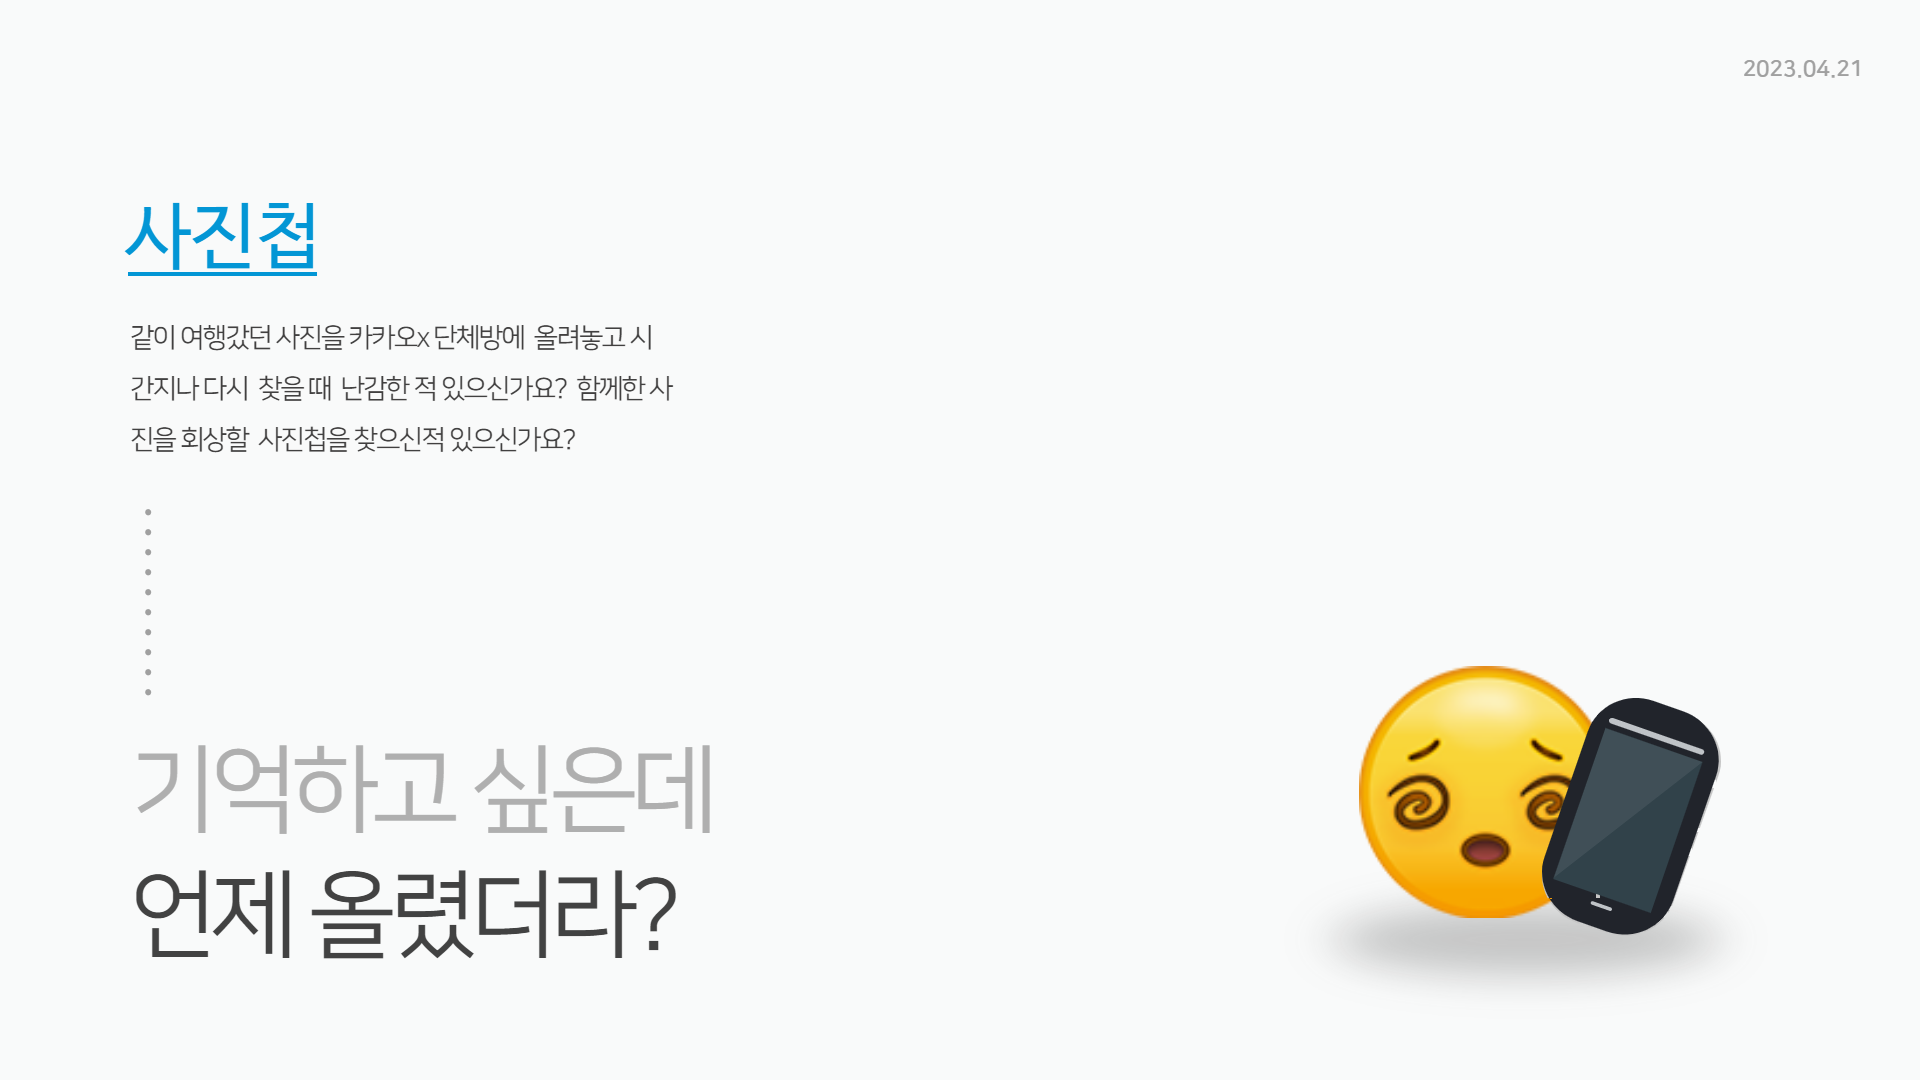 2023.04.21
사진첩
같이 여행갔던 사진을 카카오x 단체방에 올려놓고 시
간지나 다시 찾을 때 난감한 적 있으신가요? 함께한 사
진을 회상할 사진첩을 찾으신적 있으신가요?
기억하고 싶은데
언제 올렸더라?